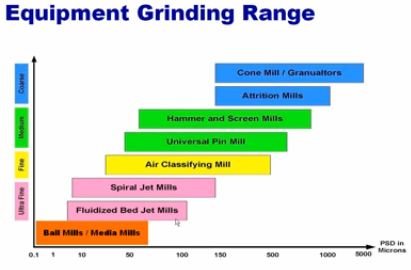 Equipment Grinding Range
Coarse
Cone Mill / Granualtors
Attrition Mills
Medium
Hammer and Screen Mills
Universal Pin Mill
Fine
Air Classifying Mill
Ultra Fine
Spiral Jet Mills
Fluidized Bed Jet Mills
Ball Mills / Media Mills
0.1 1 10 50 100 150 500 1000 5000
PSD in
Microns